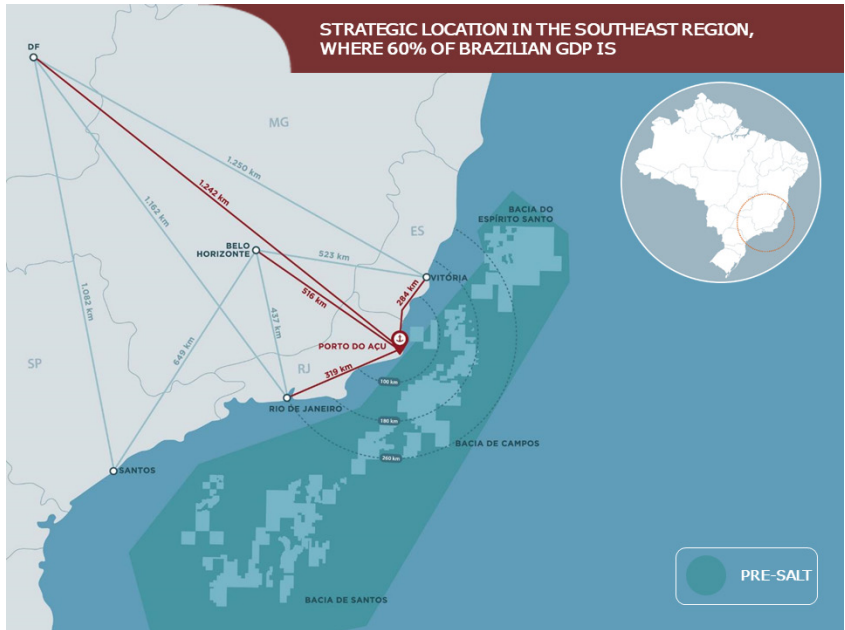 STRATEGIC LOCATION IN THE SOUTHEAST REGION,
WHERE 60% OF BRAZILIAN GDP IS
DF
MG
1.250 km
1.242 km
1.162 km
BACIA DO
ESPÍRITO SANTO
ES
BELO
HORIZONTE
523 km
VITÓRIA
1.082 km
516 km
284 km
437 km
649 km
PORTO DO AÇU
SP
319 km
RJ
100 km
RIO DE JANEIRO
185 km
BACIA DE CAMPOS
260 km
SANTOS
PRE-SALT
BACIA DE SANTOS